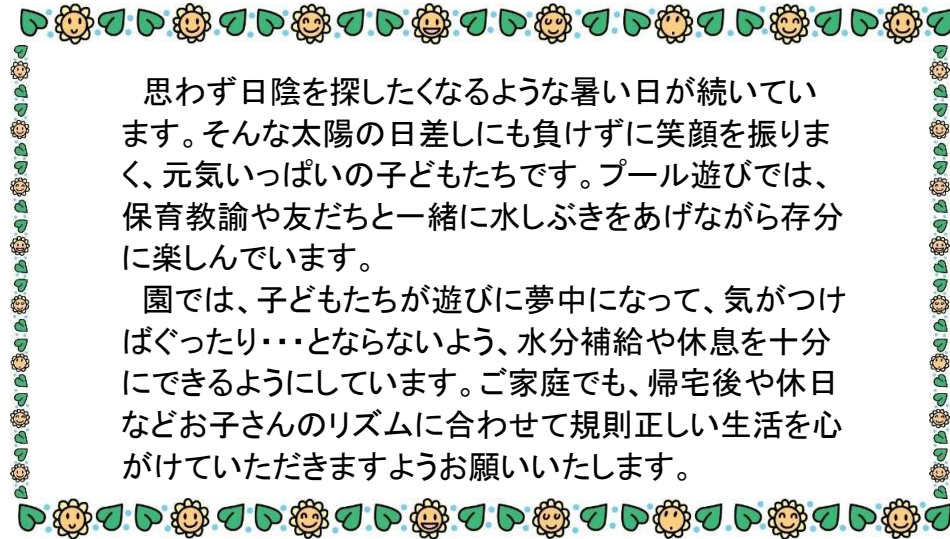 思わず日陰を探したくなるような暑い日が続いてい
ます。そんな太陽の日差しにも負けずに笑顔を振りま
く、元気いっぱいの子どもたちです。プール遊びでは、
保育教諭や友だちと一緒に水しぶきをあげながら存分
に楽しんでいます。
園では、子どもたちが遊びに夢中になって、気がつけ
ばぐったり・・・とならないよう、水分補給や休息を十分
にできるようにしています。ご家庭でも、帰宅後や休日
などお子さんのリズムに合わせて規則正しい生活を心
がけていただきますようお願いいたします。